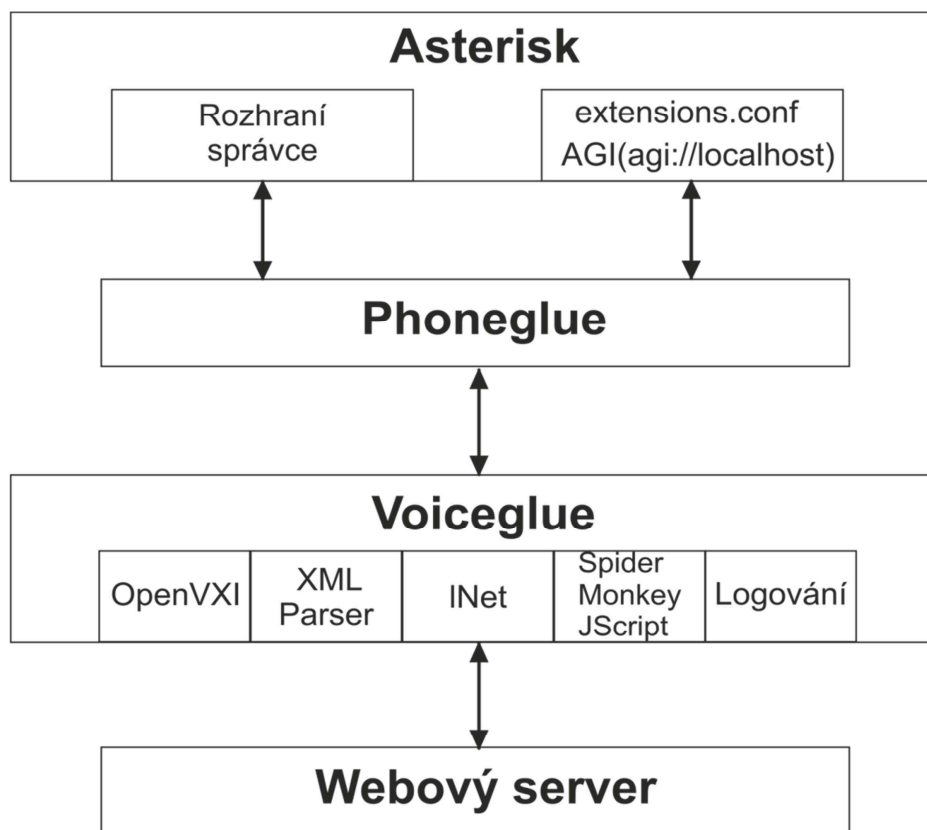 Asterisk
Rozhraní
správce
extensions.conf
AGI(agi://localhost)
Phoneglue
Voiceglue
OpenVXI
XML
Parser
INet
Spider
Monkey
JScript
Logování
Webový server